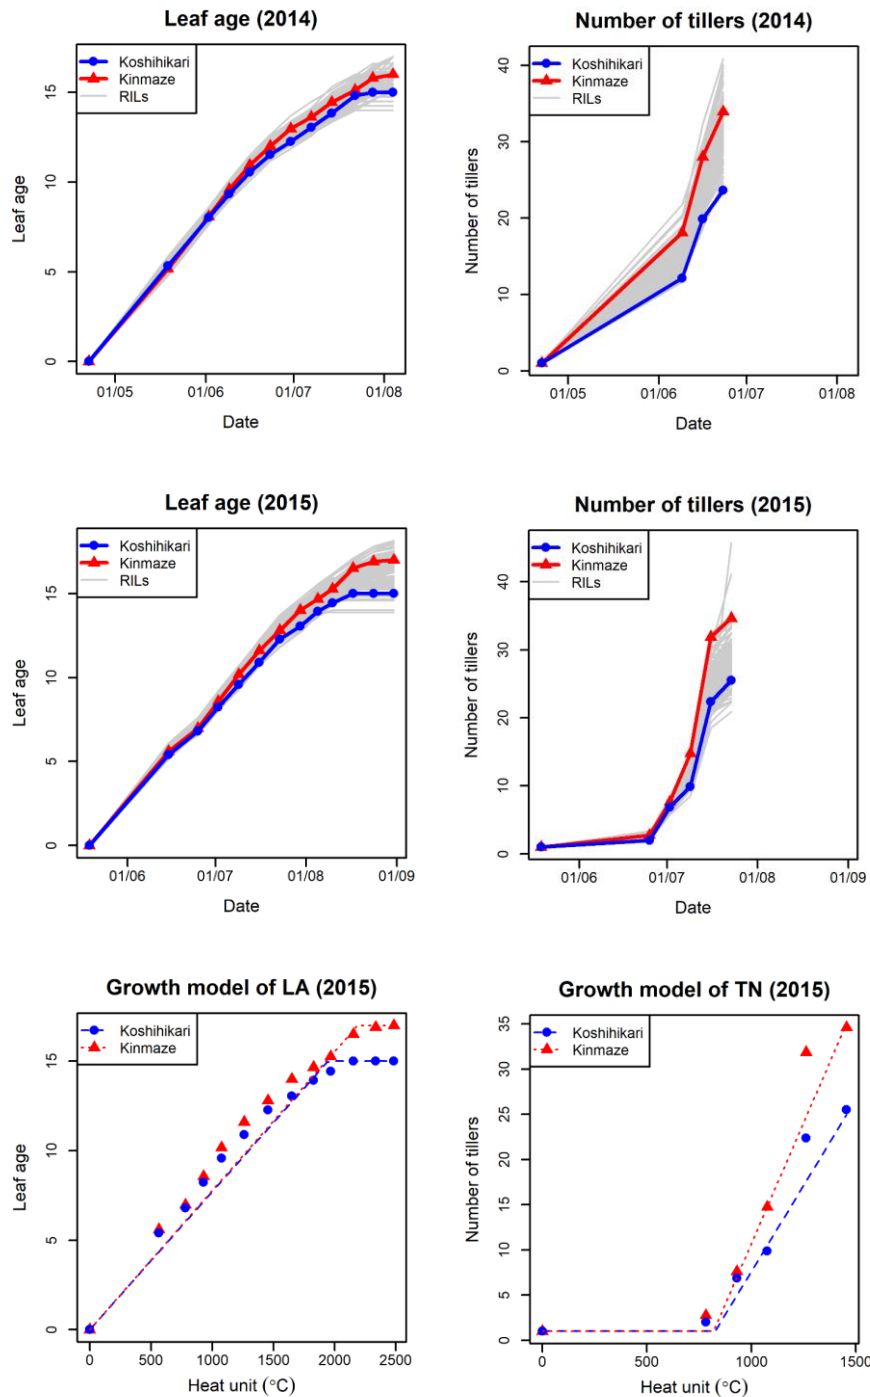 Leaf age (2014)
Koshihikari
Kinmaze
RILs
Leaf age
0
5
10
15
01/05
01/06
01/07
01/08
Date
Number of tillers (2014)
Koshihikari
Kinmaze
RILs
Number of tillers
0
10
20
30
40
01/05
01/06
01/07
01/08
Date
Leaf age (2015)
Koshihikari
Kinmaze
RILs
Leaf age
0
5
10
15
01/06
01/07
01/08
01/09
Date
Number of tillers (2015)
Koshihikari
Kinmaze
RILs
Number of tillers
0
10
20
30
40
01/06
01/07
01/08
01/09
Date
Growth model of LA (2015)
Koshihikari
Kinmaze
Leaf age
0
5
10
15
0
500
1000
1500
2000
2500
Heat unit (°C)
Growth model of TN (2015)
Koshihikari
Kinmaze
Number of tillers
0
5
10
15
20
25
30
35
0
500
1000
1500
Heat unit (°C)